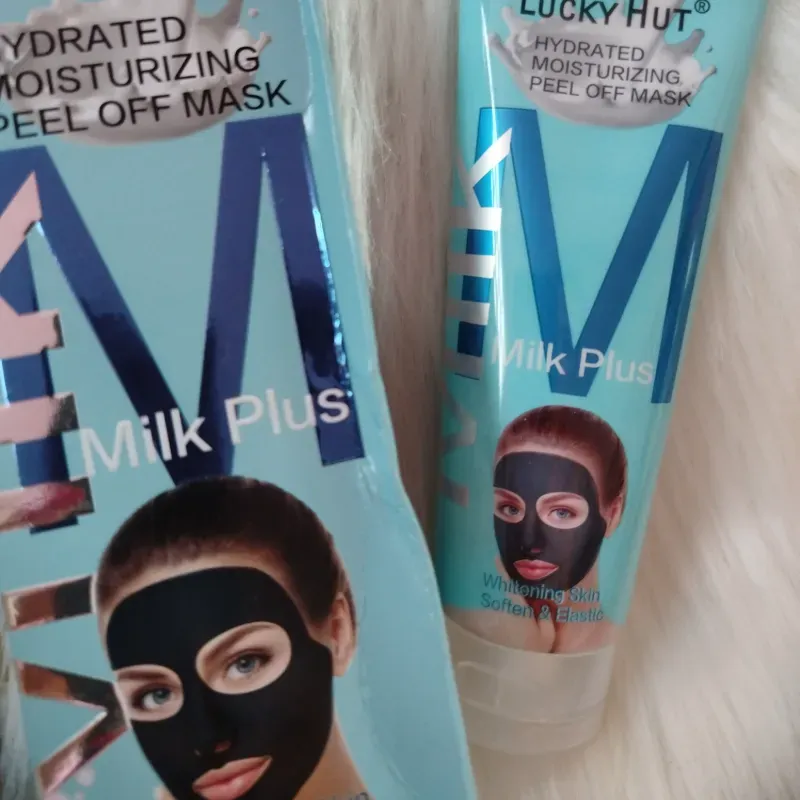 HYDRATED
MOISTURIZING
PEEL OFF MASK
M
Milk Plus
LUCKY HUT®
HYDRATED
MOISTURIZING
PEEL OFF MASK
M
MILK
Milk Plus
Whitening Skin
Soften & Elastic